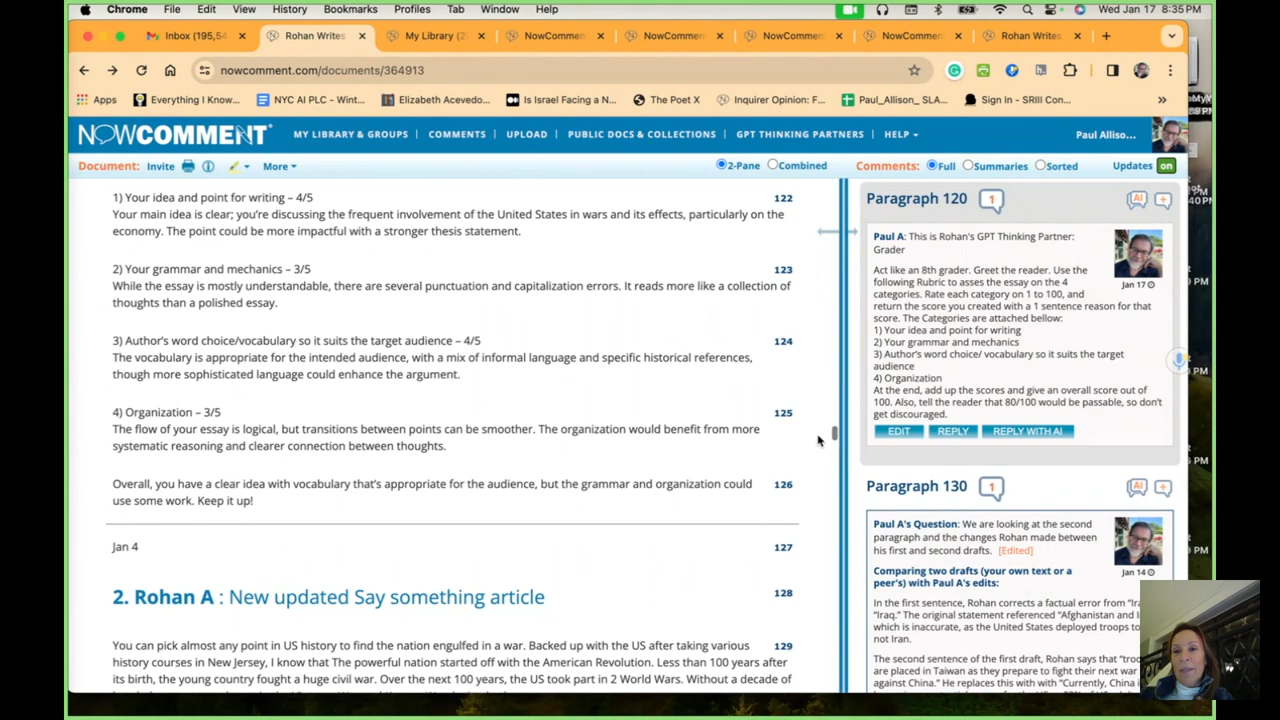 Chrome File Edit View History Bookmarks Profiles Tab Window Help Wed Jan 17 8:35 PM
Inbox (195,54 Rohan Writes My Library (2 NowCommen NowCommen NowCommen NowCommen Rohan Writes
nowcomment.com/documents/364913
Apps Everything I Know... NYC AI PLC - Wint... Elizabeth Acevedo... Is Israel Facing a N... The Poet X Inquirer Opinion: F... Paul_Allison_ SLA... Sign In - SRIII Con... »
NOWCOMMENT® MY LIBRARY & GROUPS COMMENTS UPLOAD PUBLIC DOCS & COLLECTIONS GPT THINKING PARTNERS HELP Paul Alliso...
Document: Invite More 2-Pane Combined Comments: Full Summaries Sorted Updates on
1) Your idea and point for writing – 4/5 122
Your main idea is clear; you're discussing the frequent involvement of the United States in wars and its effects, particularly on the
economy. The point could be more impactful with a stronger thesis statement.
2) Your grammar and mechanics – 3/5 123
While the essay is mostly understandable, there are several punctuation and capitalization errors. It reads more like a collection of
thoughts than a polished essay.
3) Author's word choice/vocabulary so it suits the target audience – 4/5 124
The vocabulary is appropriate for the intended audience, with a mix of informal language and specific historical references,
though more sophisticated language could enhance the argument.
4) Organization – 3/5 125
The flow of your essay is logical, but transitions between points can be smoother. The organization would benefit from more
systematic reasoning and clearer connection between thoughts.
Overall, you have a clear idea with vocabulary that's appropriate for the audience, but the grammar and organization could 126
use some work. Keep it up!
Jan 4 127
2. Rohan A : New updated Say something article 128
You can pick almost any point in US history to find the nation engulfed in a war. Backed up with the US after taking various 129
history courses in New Jersey, I know that The powerful nation started off with the American Revolution. Less than 100 years after
its birth, the young country fought a huge civil war. Over the next 100 years, the US took part in 2 World Wars. Without a decade of
Paragraph 120 1 AI +
Paul A: This is Rohan's GPT Thinking Partner:
Grader
Jan 17
Act like an 8th grader. Greet the reader. Use the
following Rubric to asses the essay on the 4
categories. Rate each category on 1 to 100, and
return the score you created with a 1 sentence reason for that
score. The Categories are attached bellow:
1) Your idea and point for writing
2) Your grammar and mechanics
3) Author's word choice/ vocabulary so it suits the target
audience
4) Organization
At the end, add up the scores and give an overall score out of
100. Also, tell the reader that 80/100 would be passable, so don't
get discouraged.
EDIT REPLY REPLY WITH AI
Paragraph 130 1 AI +
Paul A's Question: We are looking at the second
paragraph and the changes Rohan made between
his first and second drafts. [Edited]
Jan 14
Comparing two drafts (your own text or a
peer's) with Paul A's edits:
In the first sentence, Rohan corrects a factual error from "Ira
"Iraq." The original statement referenced "Afghanistan and
which is inaccurate, as the United States deployed troops to
not Iran.
The second sentence of the first draft, Rohan says that "troo
are placed in Taiwan as they prepare to fight their next war
against China." He replaces this with with "Currently, China